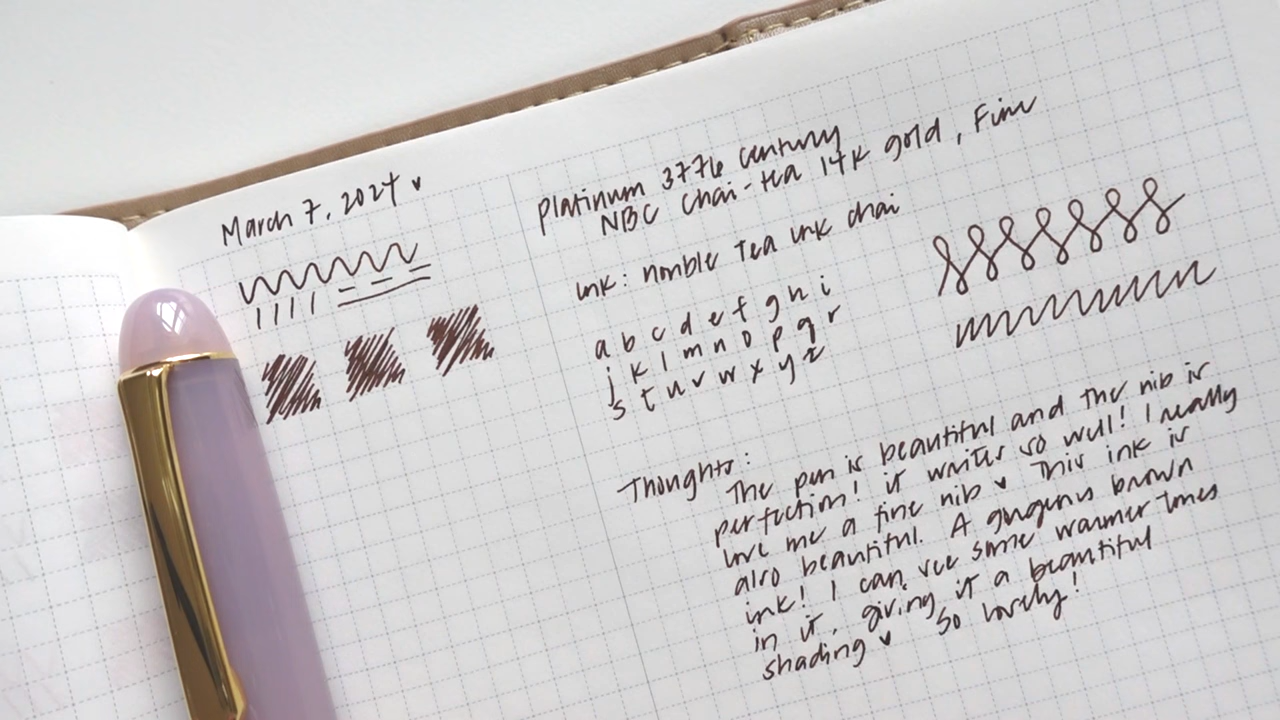 March 7, 2024 ♥
Platinum 3776 century
NBC Chai-tea 14K gold, Fine
ink: nonble Tea ink chai
a b c d e f g h i
j k l m n o p q r
s t u v w x y z
Thoughts:
The pen is beautiful and the nib is
perfection! it writes so well! I really
love me a fine nib ♥ This ink is
also beautiful. A gorgeous brown
ink! I can see some warmer tones
in it, giving it a beautiful
shading ♥ So lovely!